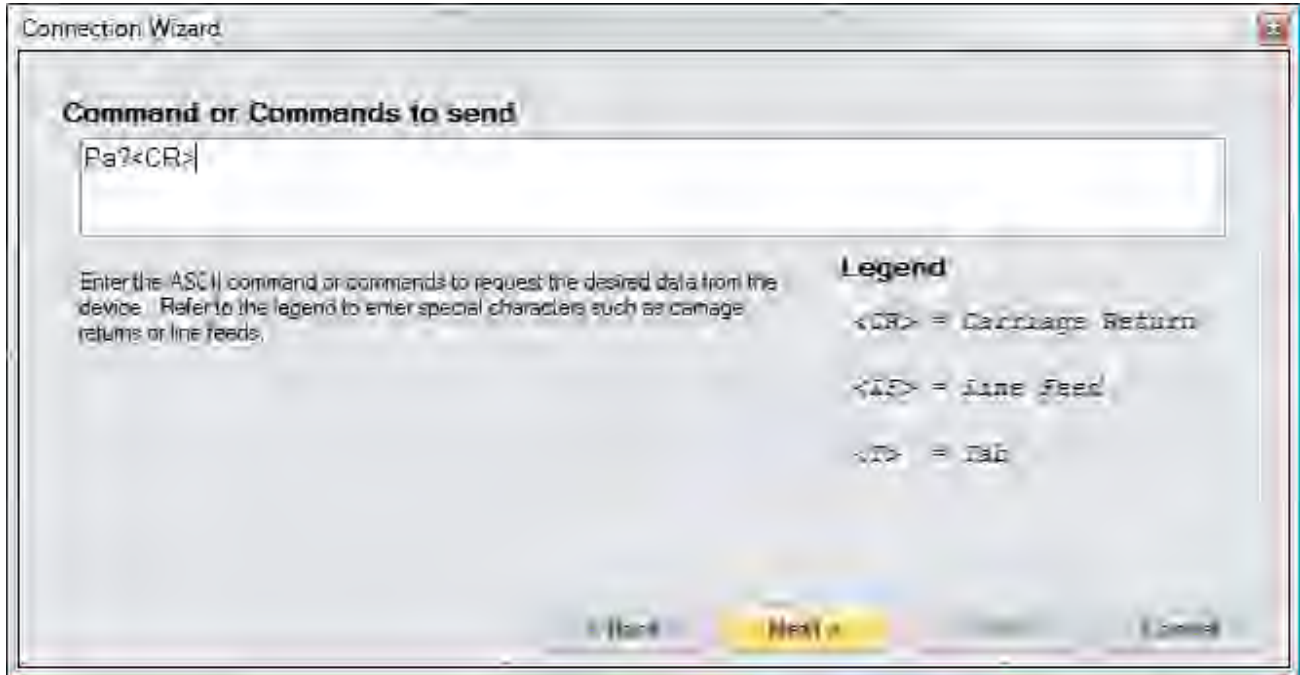 Connection Wizard
Command or Commands to send
Pa?<CR>
Enter the ASCII command or commands to request the desired data from the
device. Refer to the legend to enter special characters such as carriage
returns or line feeds.
Legend
<CR> = Carriage Return
<LF> = Line Feed
<T> = Tab
< Back Next > Cancel